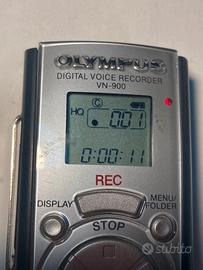 OLYMPUS
DIGITAL VOICE RECORDER
VN-900
C
HQ 001
0:00:11
REC
DISPLAY
MENU/
FOLDER
STOP
subito